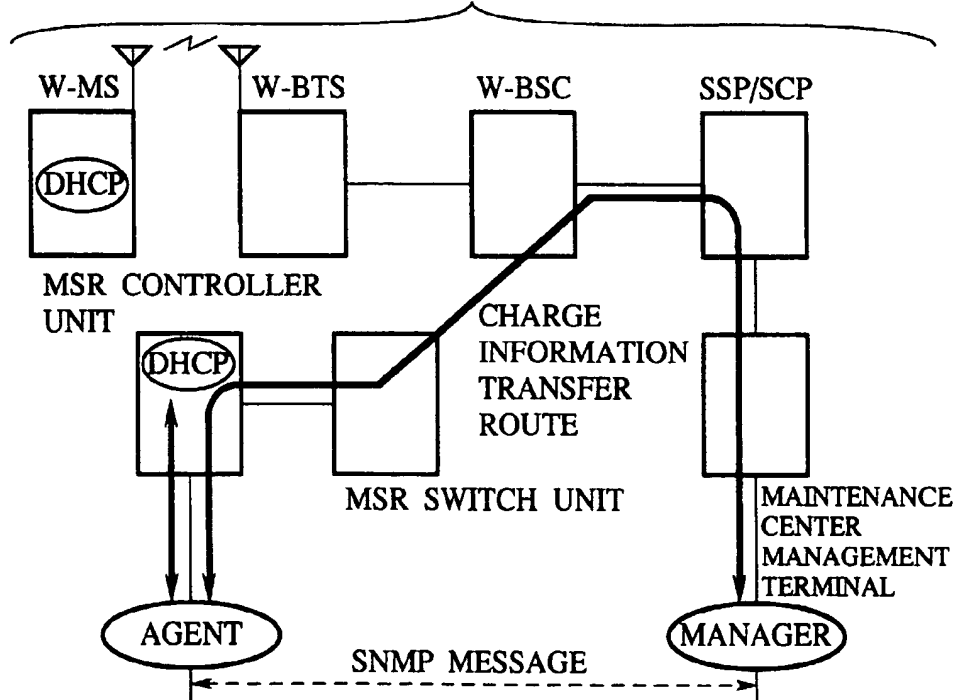 W-MS
W-BTS
W-BSC
SSP/SCP
DHCP
MSR CONTROLLER
UNIT
DHCP
CHARGE
INFORMATION
TRANSFER
ROUTE
MSR SWITCH UNIT
MAINTENANCE
CENTER
MANAGEMENT
TERMINAL
AGENT
MANAGER
SNMP MESSAGE